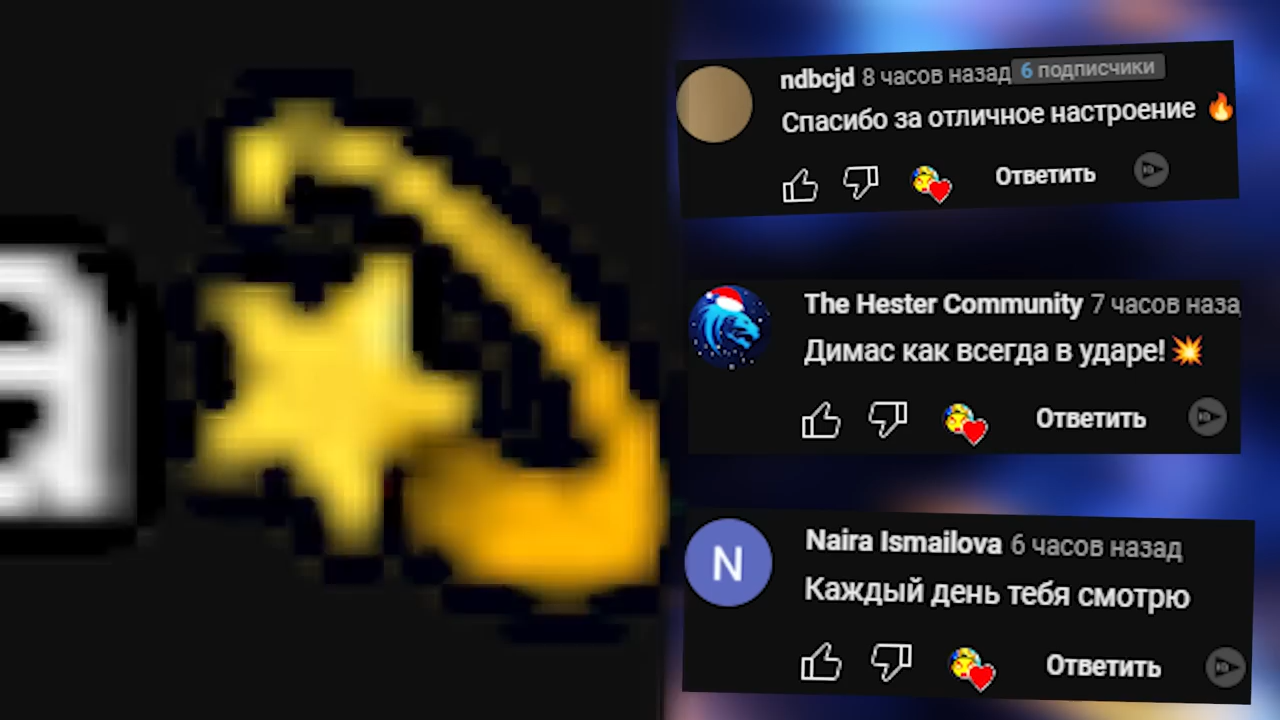 a💫
ndbcjd 8 часов назад 6 подписчики
Спасибо за отличное настроение 🔥
Ответить
The Hester Community 7 часов наза
Димас как всегда в ударе! 💥
Ответить
N
Naira Ismailova 6 часов назад
Каждый день тебя смотрю
Ответить